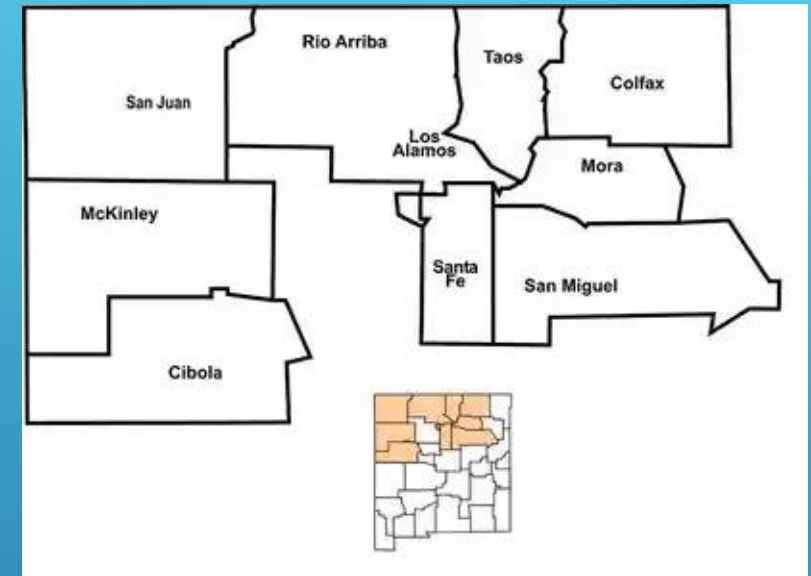 Rio Arriba
Taos
Colfax
San Juan
Los
Alamos
Mora
McKinley
Santa
Fe
San Miguel
Cibola